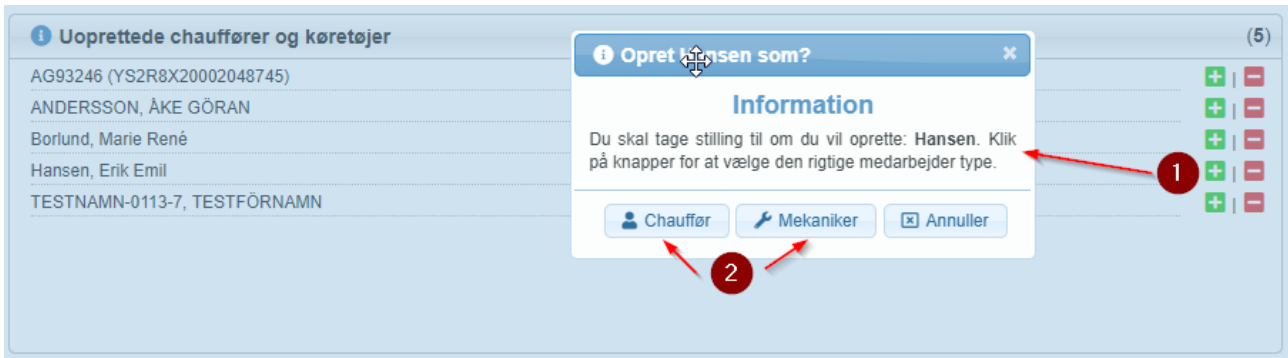 Uoprettede chauffører og køretøjer
(5)
AG93246 (YS2R8X20002048745)
ANDERSSON, ÅKE GÖRAN
Borlund, Marie René
Hansen, Erik Emil
TESTNAMN-0113-7, TESTFÖRNAMN
Opret Hansen som?
Information
Du skal tage stilling til om du vil oprette: Hansen. Klik
på knapper for at vælge den rigtige medarbejder type.
1
Chauffør
Mekaniker
Annuller
2